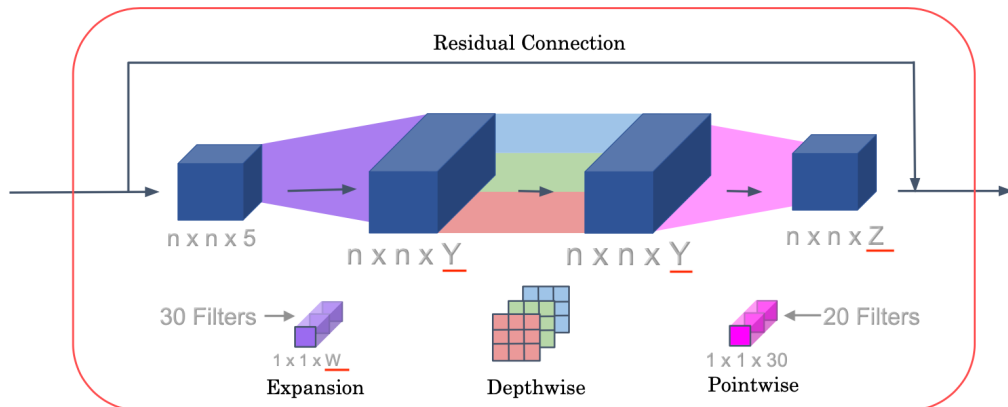 Residual Connection
n x n x 5
n x n x Y
n x n x Y
n x n x Z
30 Filters
20 Filters
1 x 1 x W
1 x 1 x 30
Expansion
Depthwise
Pointwise